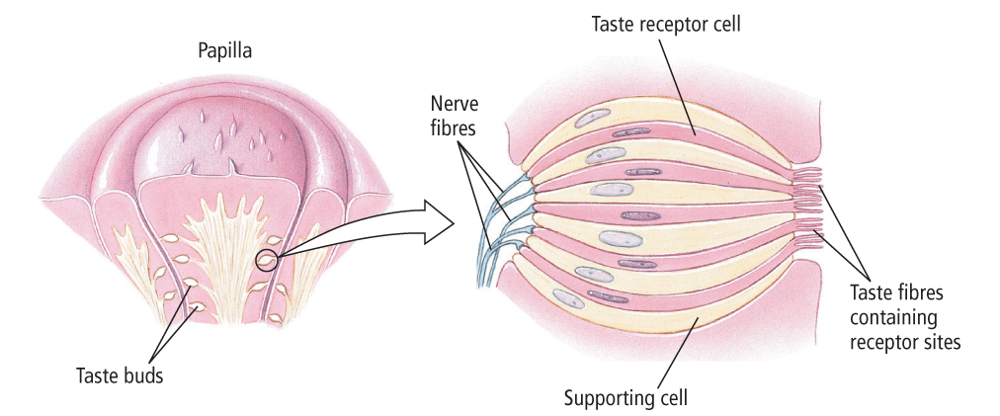 Papilla
Taste buds
Nerve
fibres
Taste receptor cell
Taste fibres
containing
receptor sites
Supporting cell